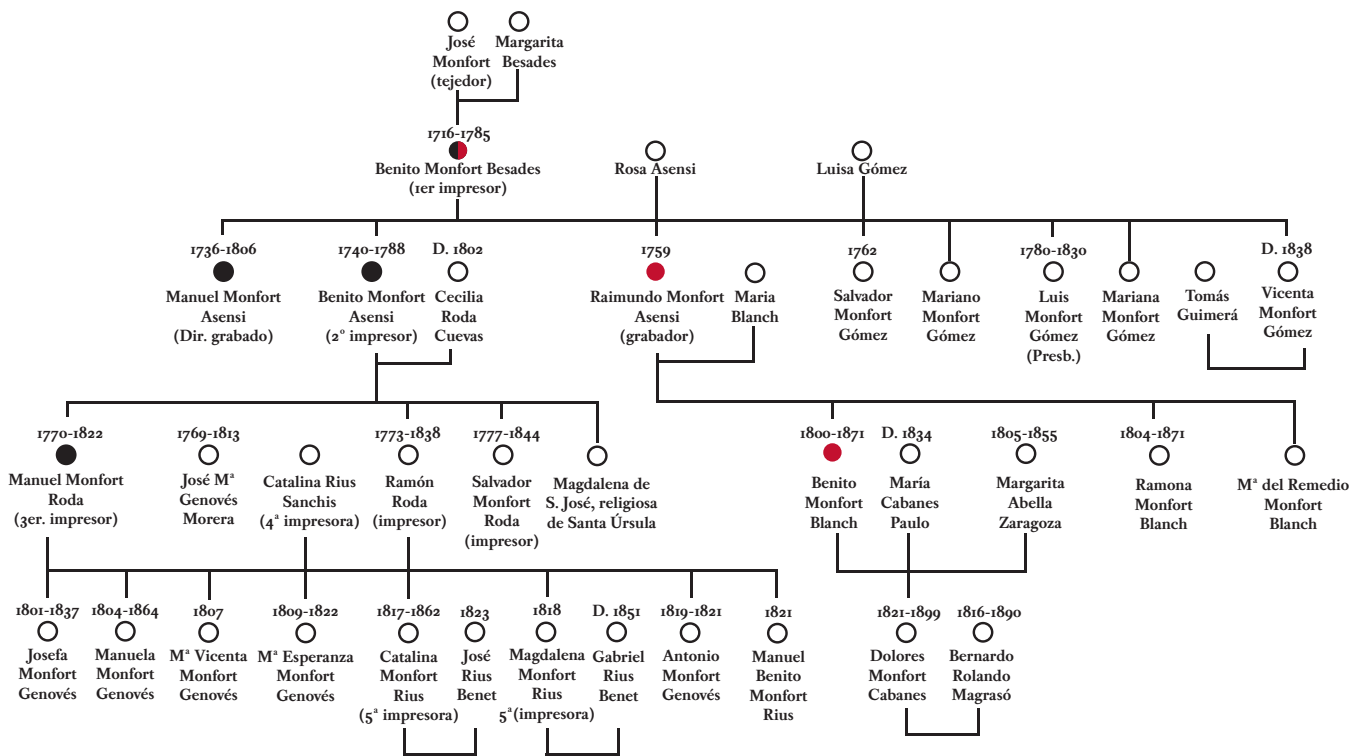 José
Monfort
(tejedor)
Margarita
Besades
1716-1785
Benito Monfort Besades
(1er impresor)
Rosa Asensi
Luisa Gómez
1736-1806
Manuel Monfort
Asensi
(Dir. grabado)
1740-1788
Benito Monfort
Asensi
(2º impresor)
D. 1802
Cecilia
Roda
Cuevas
1759
Raimundo Monfort
Asensi
(grabador)
Maria
Blanch
1762
Salvador
Monfort
Gómez
Mariano
Monfort
Gómez
1780-1830
Luis
Monfort
Gómez
(Presb.)
Mariana
Monfort
Gómez
Tomás
Guimerá
D. 1838
Vicenta
Monfort
Gómez
1770-1822
Manuel Monfort
Roda
(3er. impresor)
1769-1813
José Mª
Genovés
Morera
Catalina Rius
Sanchis
(4ª impresora)
1773-1838
Ramón
Roda
(impresor)
1777-1844
Salvador
Monfort
Roda
(impresor)
Magdalena de
S. José, religiosa
de Santa Úrsula
1800-1871
Benito
Monfort
Blanch
D. 1834
María
Cabanes
Paulo
1805-1855
Margarita
Abella
Zaragoza
1804-1871
Ramona
Monfort
Blanch
Mª del Remedio
Monfort
Blanch
1801-1837
Josefa
Monfort
Genovés
1804-1864
Manuela
Monfort
Genovés
1807
Mª Vicenta
Monfort
Genovés
1809-1822
Mª Esperanza
Monfort
Genovés
1817-1862
Catalina
Monfort
Rius
(5ª impresora)
1823
José
Rius
Benet
1818
Magdalena
Monfort
Rius
5ª(impresora)
D. 1851
Gabriel
Rius
Benet
1819-1821
Antonio
Monfort
Genovés
1821
Manuel
Benito
Monfort
Rius
1821-1899
Dolores
Monfort
Cabanes
1816-1890
Bernardo
Rolando
Magrasó